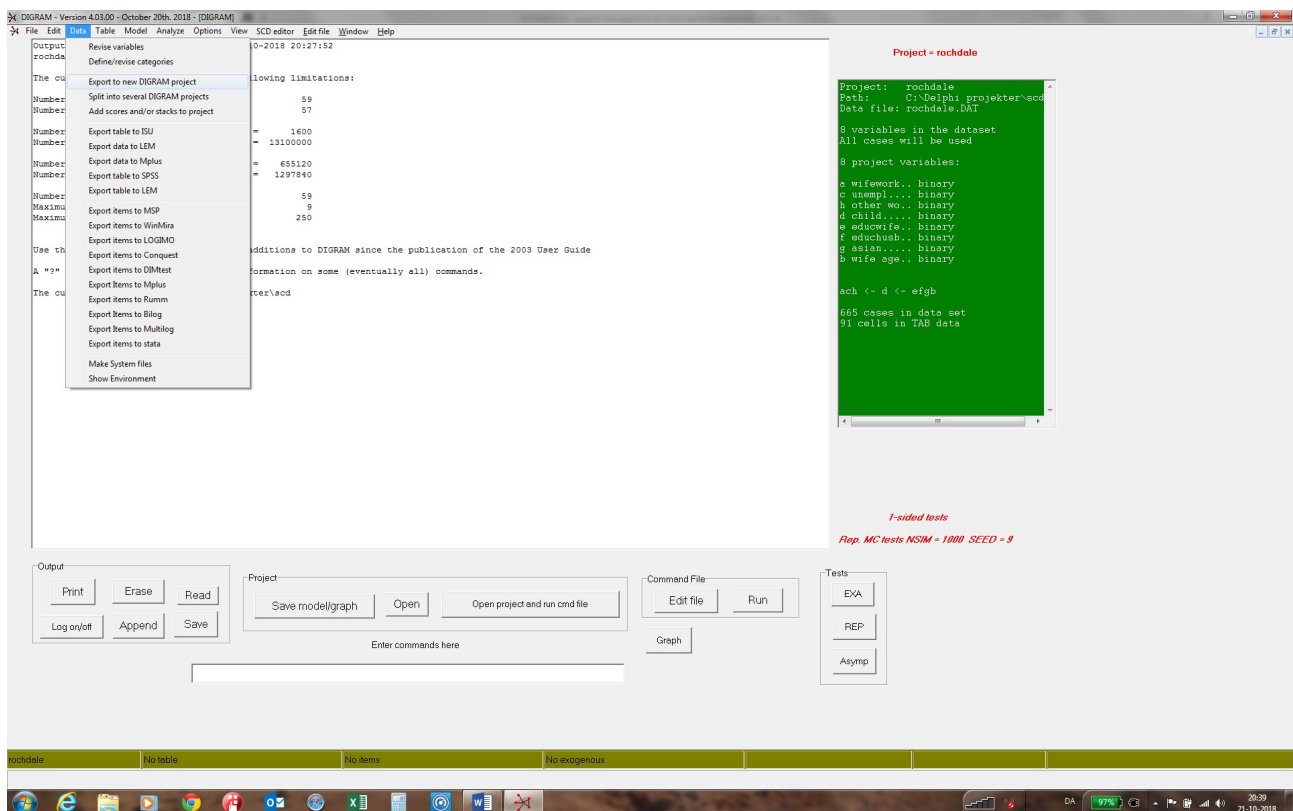 DIGRAM - Version 4.03.00 - October 20th. 2018 - [DIGRAM]
File Edit Data Table Model Analyze Options View SCD editor Edit file Window Help
Revise variables
Define/revise categories
Export to new DIGRAM project
Split into several DIGRAM projects
Add scores and/or stacks to project
Export table to ISU
Export data to LEM
Export data to Mplus
Export table to SPSS
Export table to LEM
Export items to MSP
Export items to WinMira
Export items to LOGIMO
Export items to Conquest
Export items to DIMtest
Export Items to Mplus
Export items to Rumm
Export Items to Bilog
Export Items to Multilog
Export items to stata
Make System files
Show Environment
Output 0-2018 20:27:52
rochda
The cu llowing limitations:
Number 59
Number 57
Number = 1600
Number = 13100000
Number = 655120
Number = 1297840
Number 59
Maximu 9
Maximu 250
Use th dditions to DIGRAM since the publication of the 2003 User Guide
A "?" formation on some (eventually all) commands.
The cu kter\scd
Project = rochdale
Project: rochdale
Path: C:\Delphi projekter\scd
Data file: rochdale.DAT
8 variables in the dataset
All cases will be used
8 project variables:
a wifework.. binary
c unempl.... binary
h other wo.. binary
d child..... binary
e educwife.. binary
f educhusb.. binary
g asian..... binary
b wife age.. binary
ach <- d <- efgb
665 cases in data set
91 cells in TAB data
1-sided tests
Rep. MC tests NSIM = 1000 SEED = 9
Output
Print Erase Read
Log on/off Append Save
Project
Save model/graph Open Open project and run cmd file
Command File
Edit file Run
Graph
Tests
EXA
REP
Asymp
Enter commands here
rochdale No table No items No exogenous
DA 97% 20:39
21-10-2018